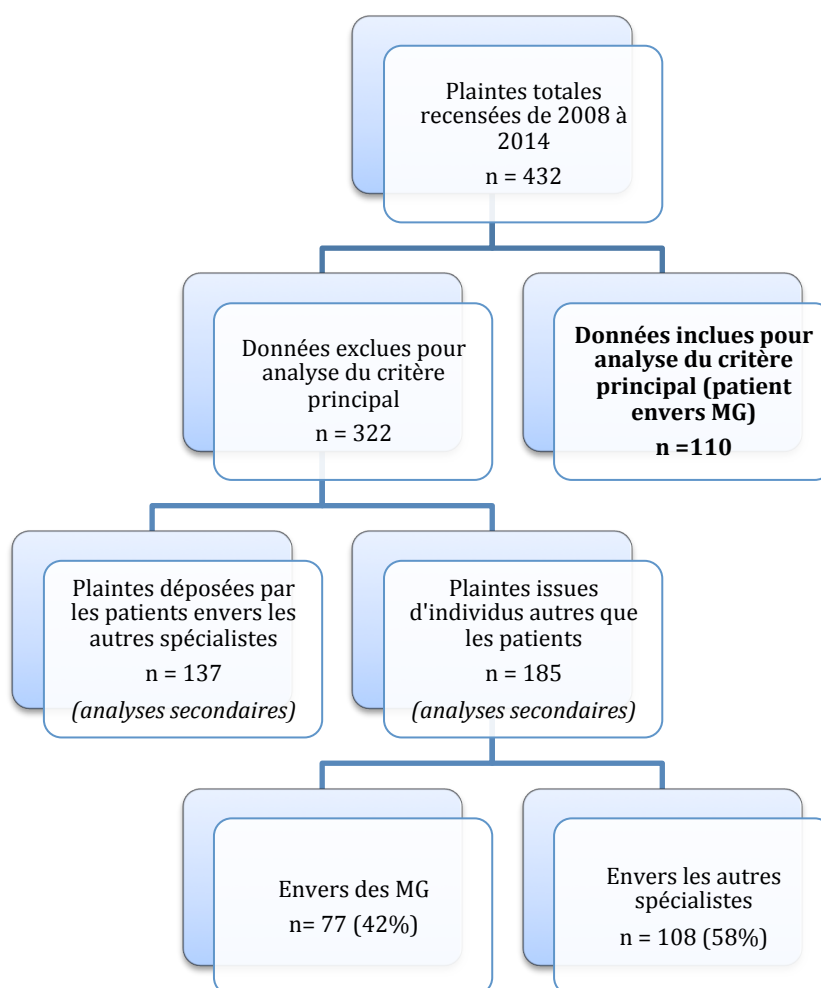 Plaintes totales
recensées de 2008 à
2014
n = 432
Données exclues pour
analyse du critère
principal
n = 322
Données inclues pour
analyse du critère
principal (patient
envers MG)
n =110
Plaintes déposées par
les patients envers les
autres spécialistes
n = 137
(analyses secondaires)
Plaintes issues
d'individus autres que
les patients
n = 185
(analyses secondaires)
Envers des MG
n= 77 (42%)
Envers les autres
spécialistes
n = 108 (58%)